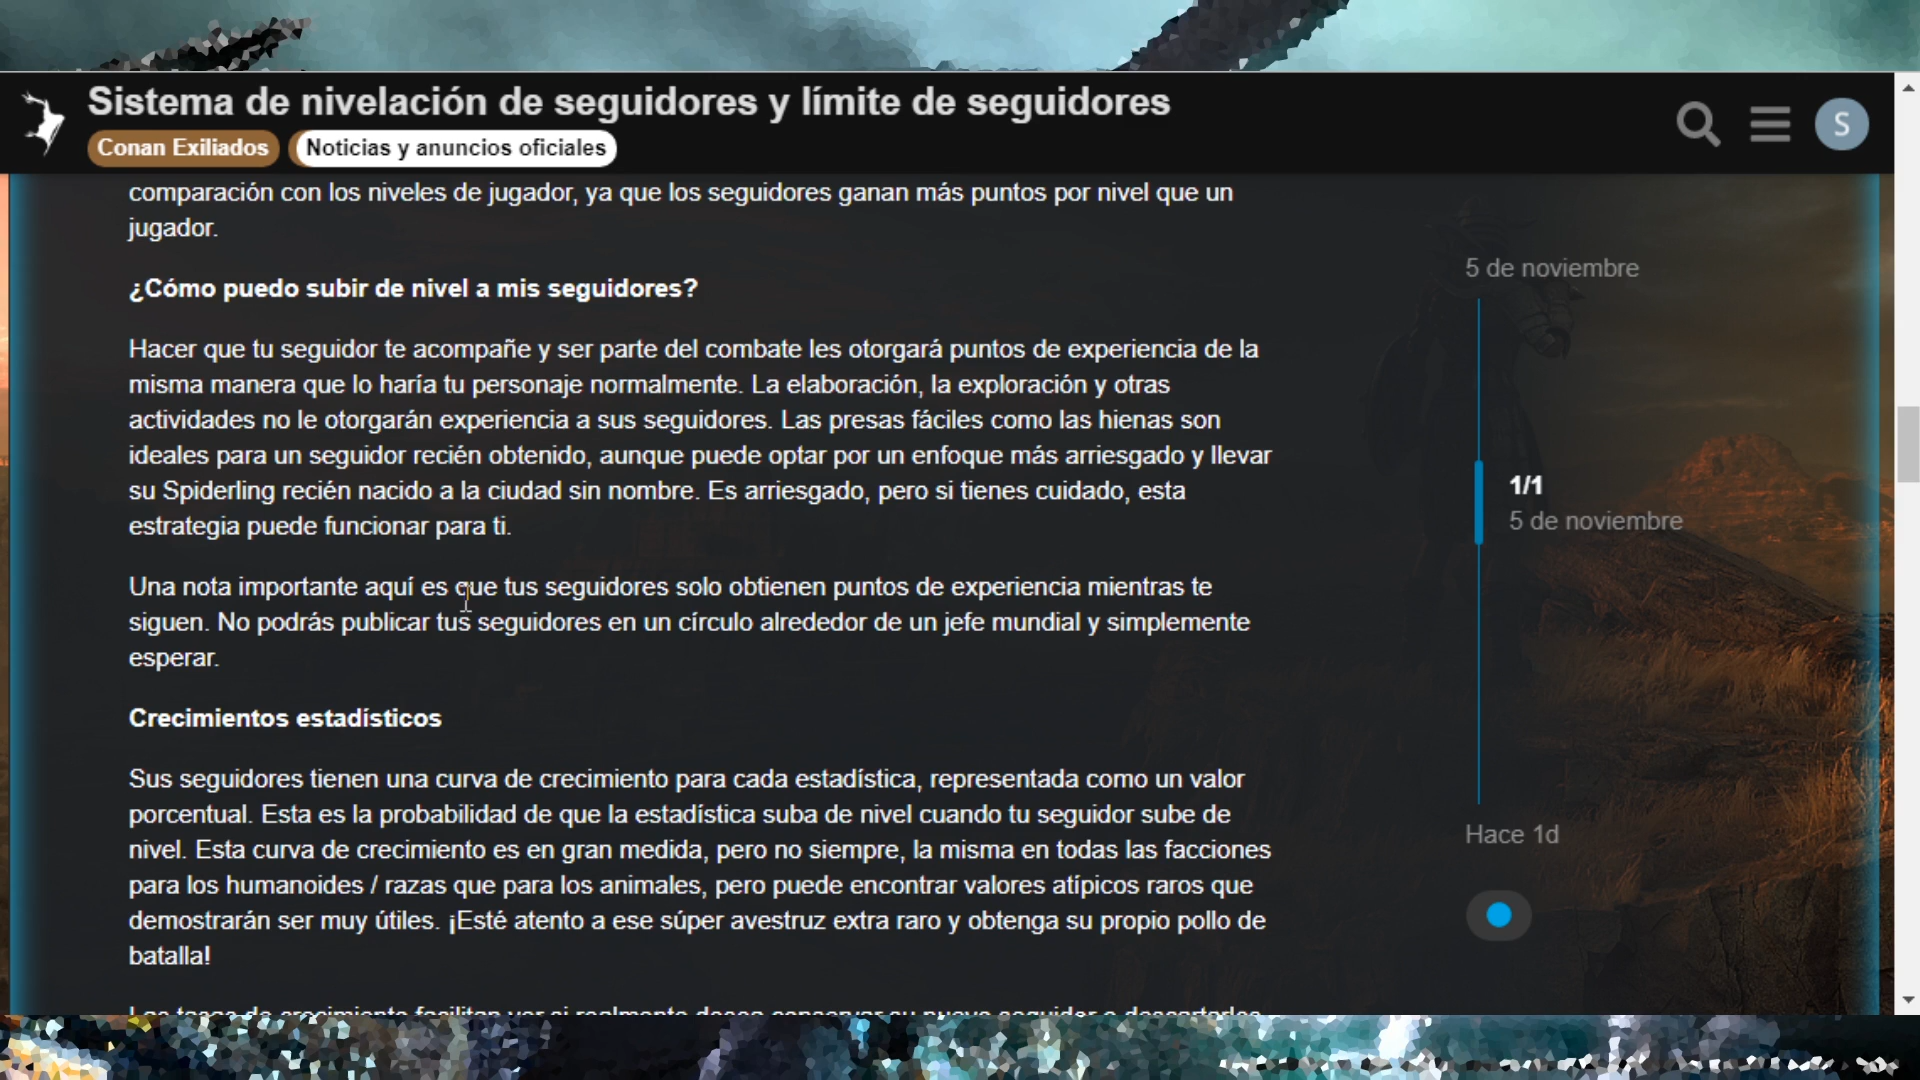 Sistema de nivelación de seguidores y límite de seguidores
Conan Exiliados
Noticias y anuncios oficiales
S
comparación con los niveles de jugador, ya que los seguidores ganan más puntos por nivel que un
jugador.
¿Cómo puedo subir de nivel a mis seguidores?
Hacer que tu seguidor te acompañe y ser parte del combate les otorgará puntos de experiencia de la
misma manera que lo haría tu personaje normalmente. La elaboración, la exploración y otras
actividades no le otorgarán experiencia a sus seguidores. Las presas fáciles como las hienas son
ideales para un seguidor recién obtenido, aunque puede optar por un enfoque más arriesgado y llevar
su Spiderling recién nacido a la ciudad sin nombre. Es arriesgado, pero si tienes cuidado, esta
estrategia puede funcionar para ti.
Una nota importante aquí es que tus seguidores solo obtienen puntos de experiencia mientras te
siguen. No podrás publicar tus seguidores en un círculo alrededor de un jefe mundial y simplemente
esperar.
Crecimientos estadísticos
Sus seguidores tienen una curva de crecimiento para cada estadística, representada como un valor
porcentual. Esta es la probabilidad de que la estadística suba de nivel cuando tu seguidor sube de
nivel. Esta curva de crecimiento es en gran medida, pero no siempre, la misma en todas las facciones
para los humanoides / razas que para los animales, pero puede encontrar valores atípicos raros que
demostrarán ser muy útiles. ¡Esté atento a ese súper avestruz extra raro y obtenga su propio pollo de
batalla!
5 de noviembre
1/1
5 de noviembre
Hace 1d